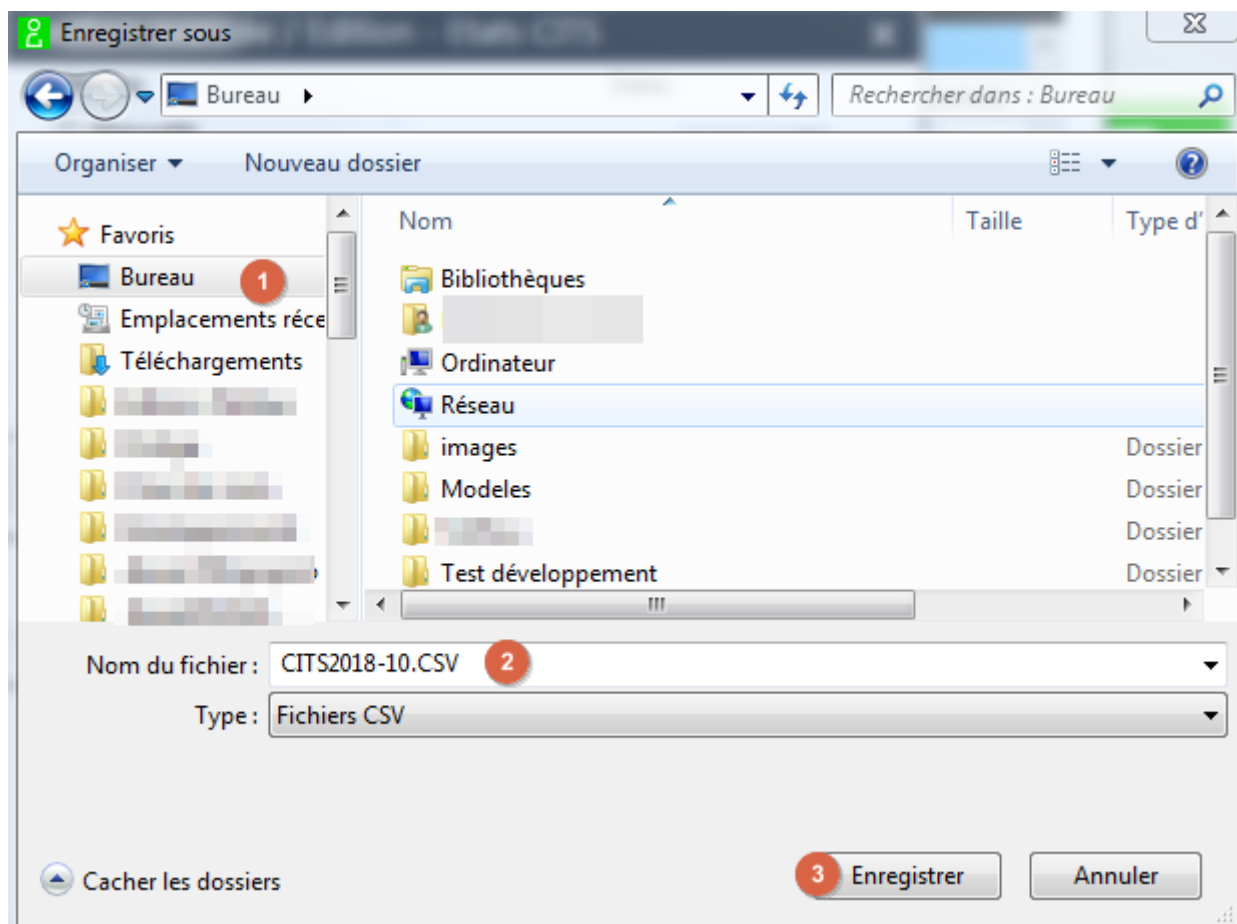 Enregistrer sous
Bureau
Rechercher dans : Bureau
Organiser
Nouveau dossier
Favoris
Bureau 1
Emplacements réce
Téléchargements
Nom
Taille
Type d'
Bibliothèques
Ordinateur
Réseau
images
Dossier
Modeles
Dossier
Dossier
Test développement
Dossier
Nom du fichier : CITS2018-10.CSV 2
Type : Fichiers CSV
Cacher les dossiers
3 Enregistrer
Annuler